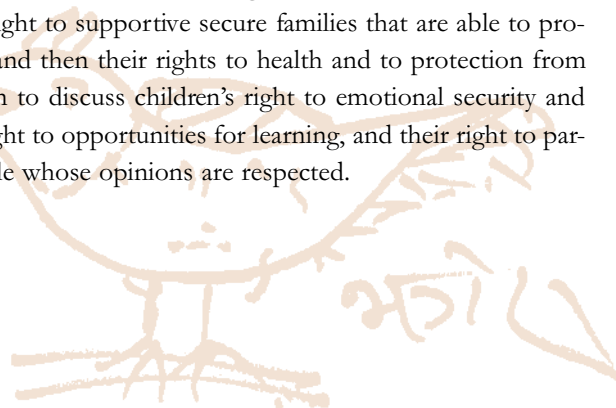 ght to supportive secure families that are able to pro-
and then their rights to health and to protection from
n to discuss children's right to emotional security and
ght to opportunities for learning, and their right to par-
le whose opinions are respected.